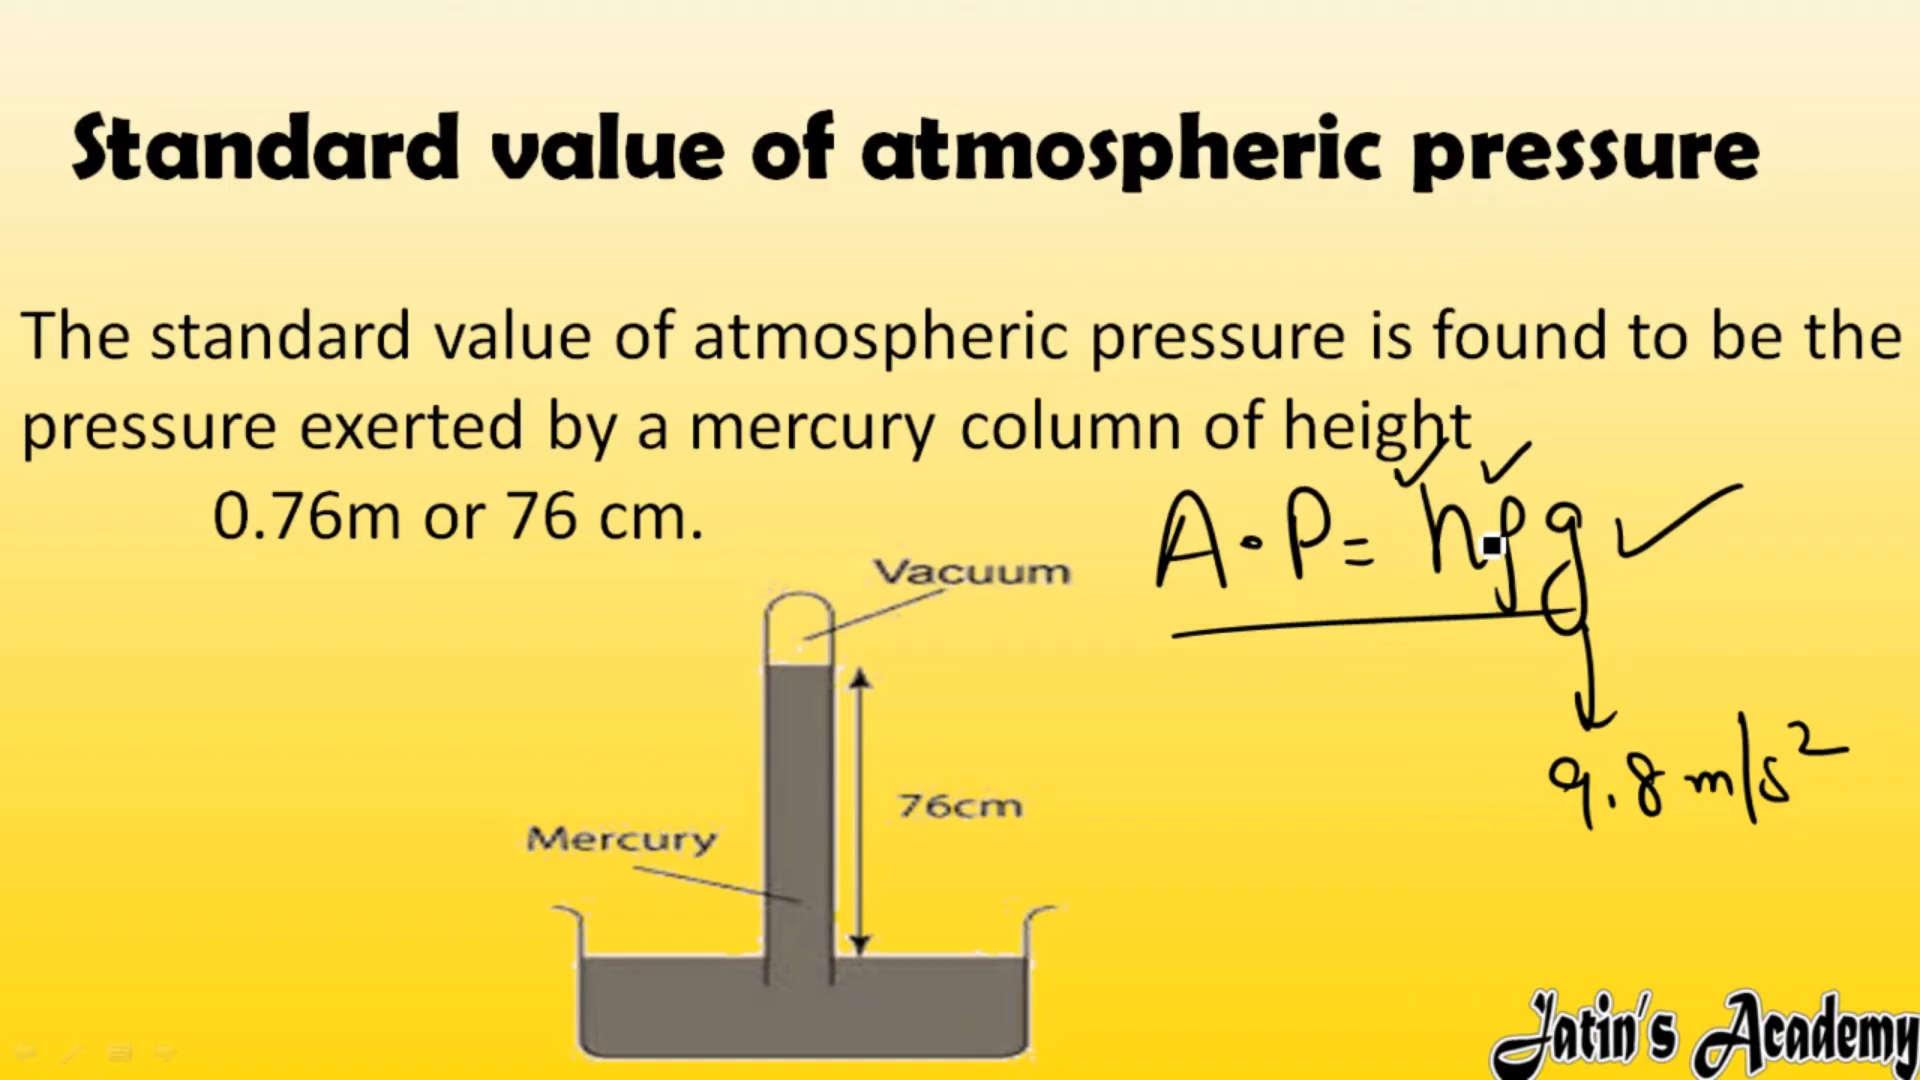 Standard value of atmospheric pressure
The standard value of atmospheric pressure is found to be the
pressure exerted by a mercury column of height
0.76m or 76 cm.
A.P = hρg
Vacuum
9.8 m/s²
76cm
Mercury
Jatin's Academy